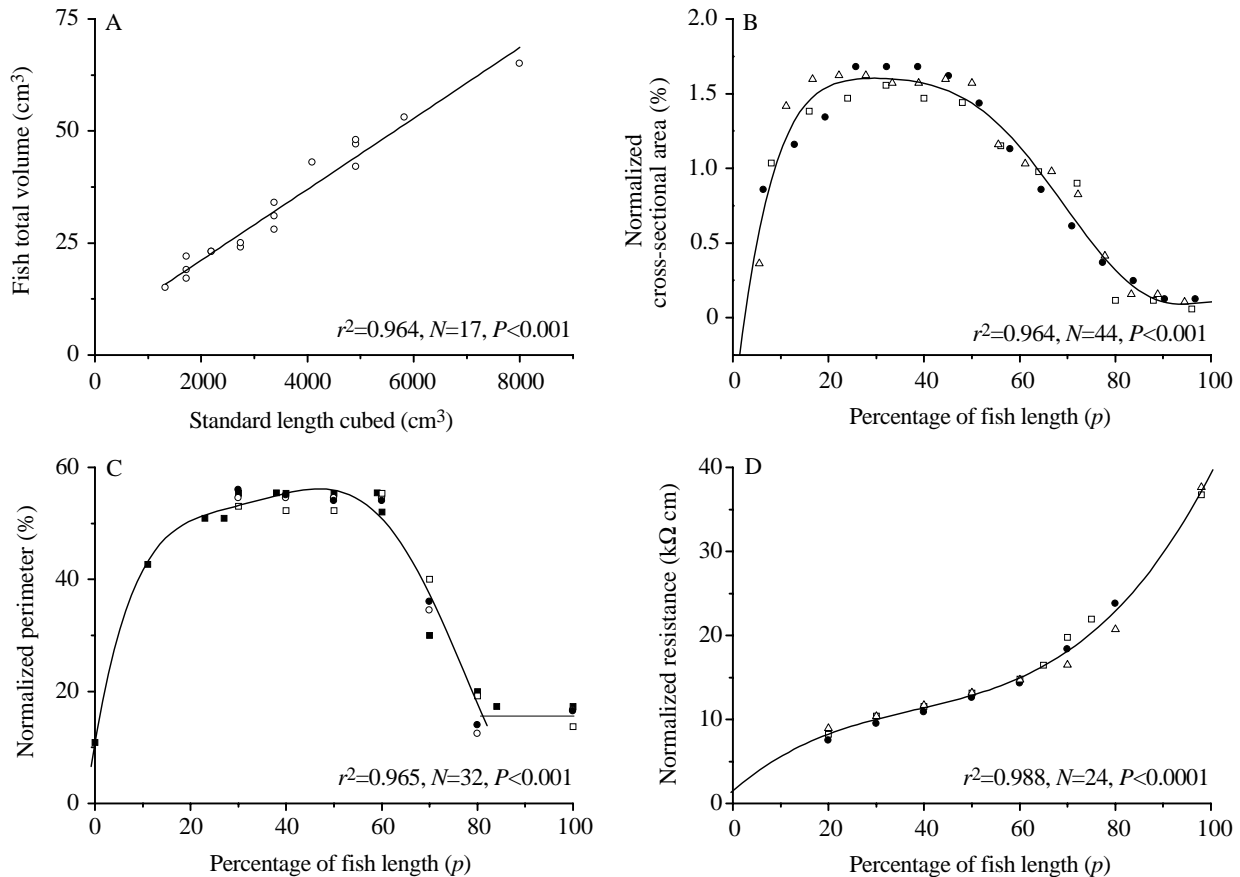 A
75
50
25
0
Fish total volume (cm³)
r²=0.964, N=17, P<0.001
0 2000 4000 6000 8000
Standard length cubed (cm³)
B
2.0
1.5
1.0
0.5
0
Normalized
cross-sectional area (%)
r²=0.964, N=44, P<0.001
0 20 40 60 80 100
Percentage of fish length (p)
C
60
40
20
0
Normalized perimeter (%)
r²=0.965, N=32, P<0.001
0 20 40 60 80 100
Percentage of fish length (p)
D
40
30
20
10
0
Normalized resistance (kΩ cm)
r²=0.988, N=24, P<0.0001
0 20 40 60 80 100
Percentage of fish length (p)